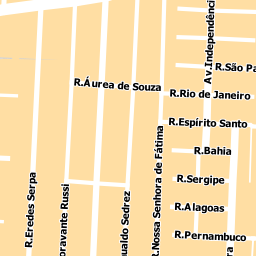 Av.Independênci
R.São Pa
R.Áurea de Souza
R.Rio de Janeiro
R.Espírito Santo
R.Bahia
R.Sergipe
R.Alagoas
R.Pernambuco
R.Eredes Serpa
oravante Russi
ualdo Sedrez
R.Nossa Senhora de Fátima